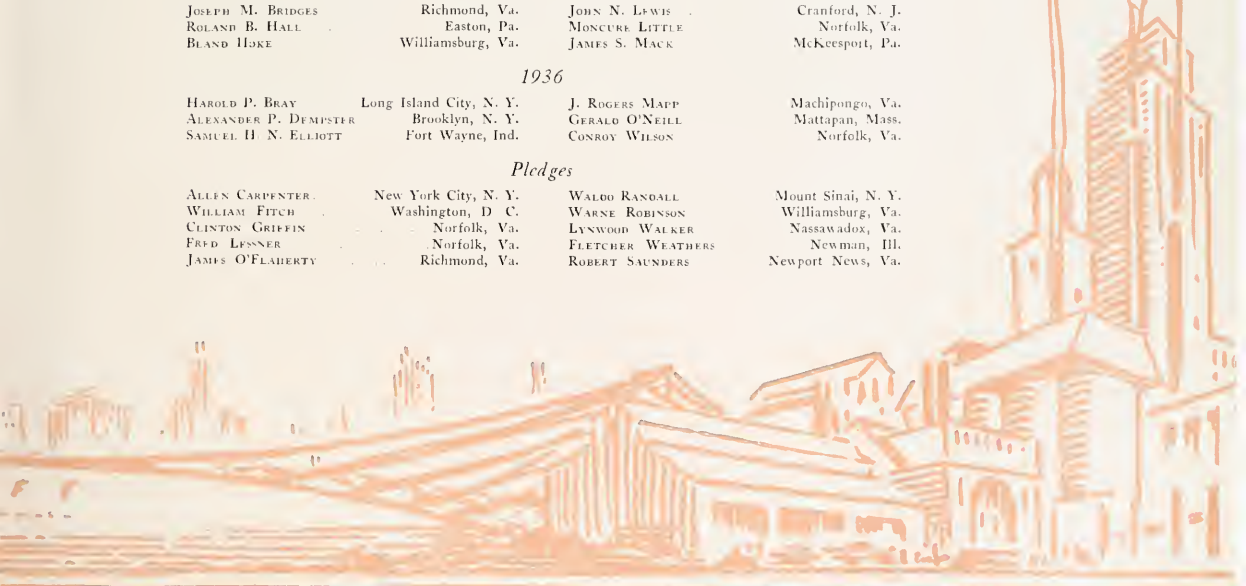 JOSEPH M. BRIDGES Richmond, Va. JOHN N. LEWIS Cranford, N. J.
ROLAND B. HALL Easton, Pa. MONCURE LITTLE Norfolk, Va.
BLAND HOKE Williamsburg, Va. JAMES S. MACK McKeesport, Pa.
1936
HAROLD P. BRAY Long Island City, N. Y. J. ROGERS MAPP Machipongo, Va.
ALEXANDER P. DEMPSTER Brooklyn, N. Y. GERALD O'NEILL Mattapan, Mass.
SAMUEL H. N. ELLIOTT Fort Wayne, Ind. CONROY WILSON Norfolk, Va.
Pledges
ALLEN CARPENTER New York City, N. Y. WALDO RANDALL Mount Sinai, N. Y.
WILLIAM FITCH Washington, D C. WARNE ROBINSON Williamsburg, Va.
CLINTON GRIFFIN Norfolk, Va. LYNWOOD WALKER Nassawadox, Va.
FRED LESSNER Norfolk, Va. FLETCHER WEATHERS Newman, Ill.
JAMES O'FLAHERTY Richmond, Va. ROBERT SAUNDERS Newport News, Va.